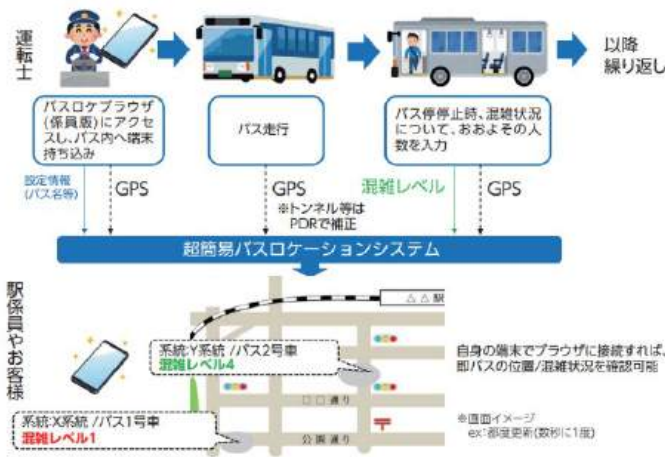 運転士
以降
繰り返し
バスロケブラウザ
(係員版)にアクセ
スし、バス内へ端末
持ち込み
バス走行
バス停停止時、混雑状況
について、おおよその人
数を入力
設定情報
(バス名等)
GPS
GPS
※トンネル等は
PDRで補正
混雑レベル
GPS
超簡易バスロケーションシステム
駅係員やお客様
△△駅
系統:Y系統 /バス2号車
混雑レベル4
系統:X系統 /バス1号車
混雑レベル1
□□通り
公園通り
自身の端末でブラウザに接続すれば、
即バスの位置/混雑状況を確認可能
※画面イメージ
ex:都度更新(数秒に1度)